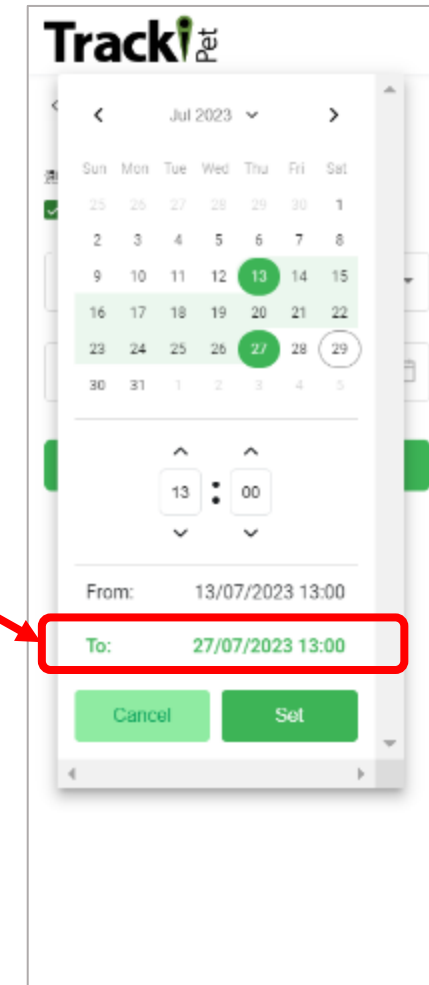 Tracki Pet
Jul 2023
Sun Mon Tue Wed Thu Fri Sat
25 26 27 28 29 30 1
2 3 4 5 6 7 8
9 10 11 12 13 14 15
16 17 18 19 20 21 22
23 24 25 26 27 28 29
30 31 1 2 3 4 5
13 : 00
From: 13/07/2023 13:00
To: 27/07/2023 13:00
Cancel Set